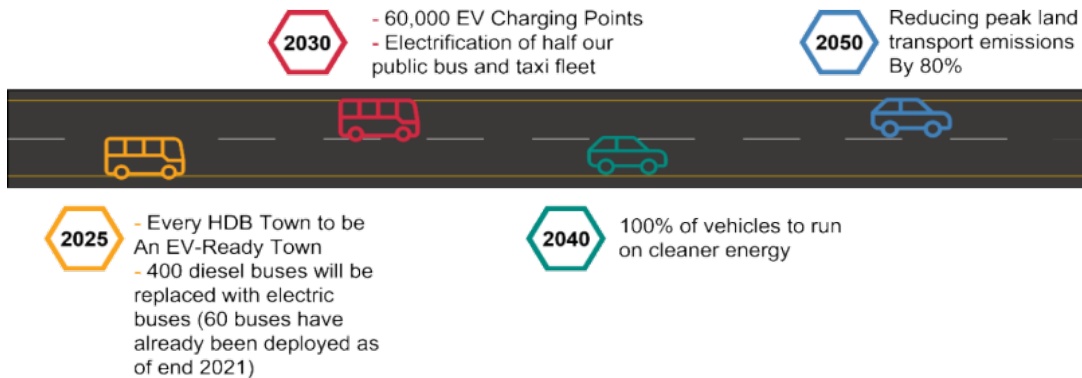 2030
- 60,000 EV Charging Points
- Electrification of half our
public bus and taxi fleet
2050
Reducing peak land
transport emissions
By 80%
2025
- Every HDB Town to be
An EV-Ready Town
- 400 diesel buses will be
replaced with electric
buses (60 buses have
already been deployed as
of end 2021)
2040
100% of vehicles to run
on cleaner energy